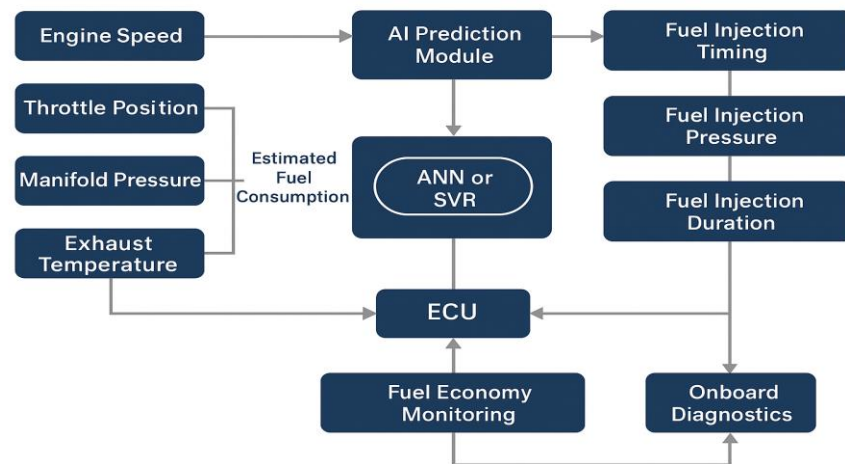 Engine Speed
AI Prediction
Module
Fuel Injection
Timing
Throttle Position
Manifold Pressure
Exhaust
Temperature
Estimated
Fuel
Consumption
ANN or
SVR
Fuel Injection
Pressure
Fuel Injection
Duration
ECU
Fuel Economy
Monitoring
Onboard
Diagnostics